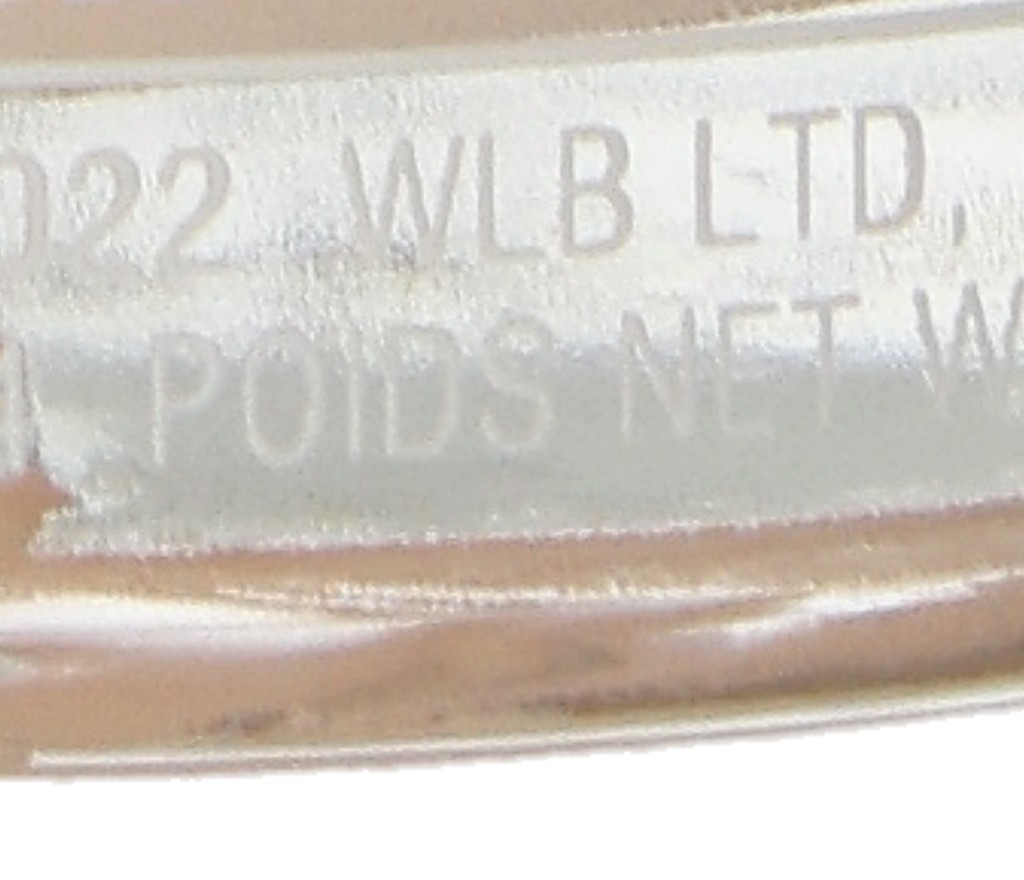 022 WLB LTD,
POIDS NET W